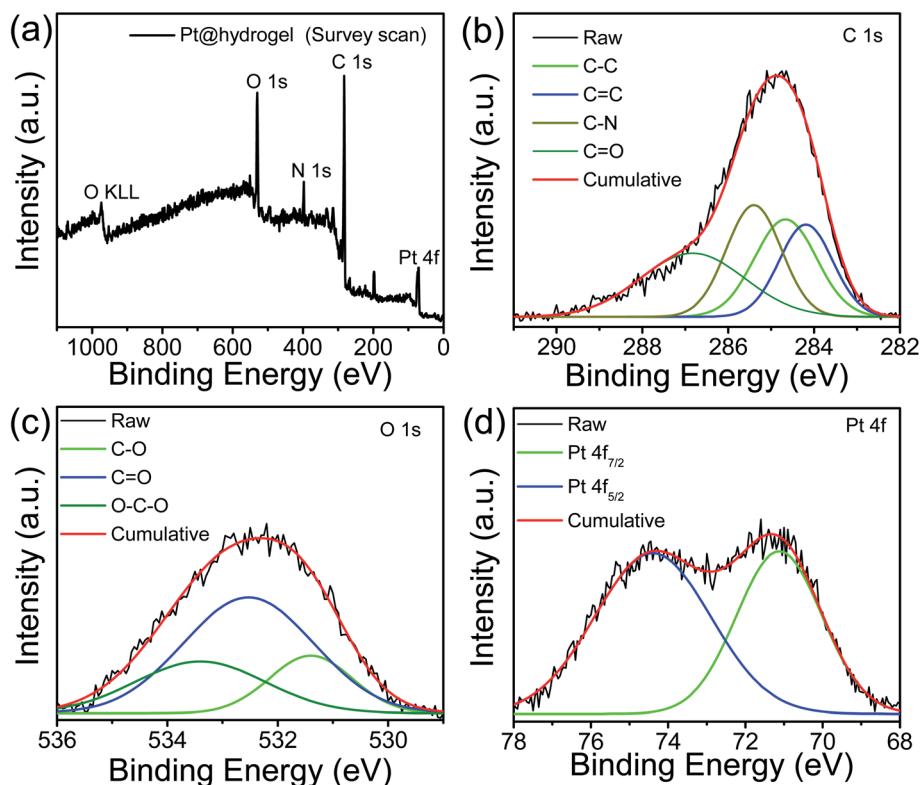 (a)
Pt@hydrogel (Survey scan)
C 1s
O 1s
N 1s
O KLL
Pt 4f
Intensity (a.u.)
1000 800 600 400 200 0
Binding Energy (eV)
(b)
C 1s
Raw
C-C
C=C
C-N
C=O
Cumulative
Intensity (a.u.)
290 288 286 284 282
Binding Energy (eV)
(c)
O 1s
Raw
C-O
C=O
O-C-O
Cumulative
Intensity (a.u.)
536 534 532 530
Binding Energy (eV)
(d)
Pt 4f
Raw
Pt 4f7/2
Pt 4f5/2
Cumulative
Intensity (a.u.)
78 76 74 72 70 68
Binding Energy (eV)